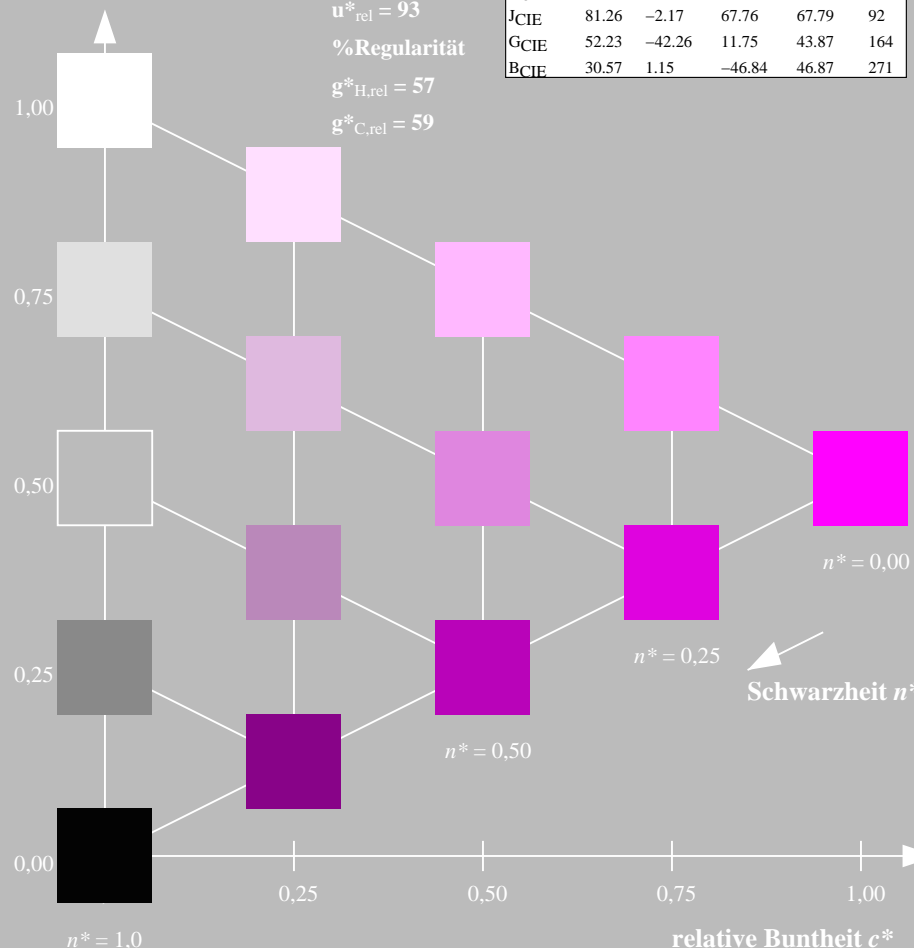 u*rel = 93
%Regularität
g*H,rel = 57
g*C,rel = 59
JCIE 81.26 −2.17 67.76 67.79 92
GCIE 52.23 −42.26 11.75 43.87 164
BCIE 30.57 1.15 −46.84 46.87 271
1,00
0,75
0,50
0,25
0,00
n* = 0,00
n* = 0,25
Schwarzheit n*
n* = 0,50
0,25 0,50 0,75 1,00
n* = 1,0
relative Buntheit c*